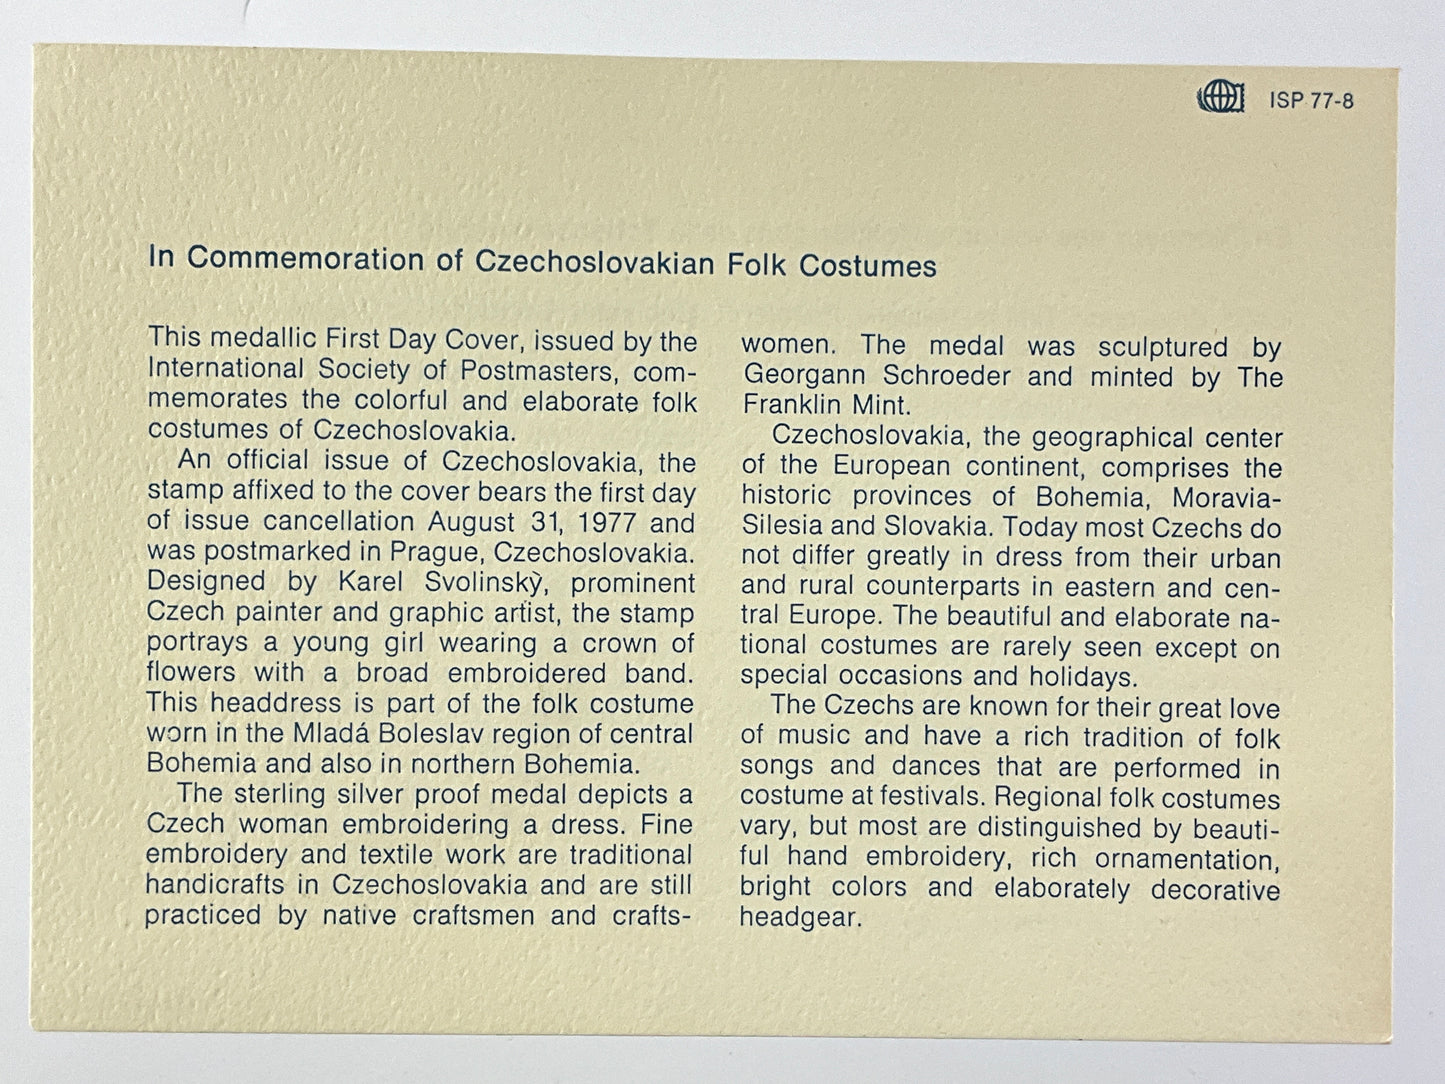 ISP 77-8
In Commemoration of Czechoslovakian Folk Costumes
This medallic First Day Cover, issued by the
International Society of Postmasters, com-
memorates the colorful and elaborate folk
costumes of Czechoslovakia.
An official issue of Czechoslovakia, the
stamp affixed to the cover bears the first day
of issue cancellation August 31, 1977 and
was postmarked in Prague, Czechoslovakia.
Designed by Karel Svolinskỳ, prominent
Czech painter and graphic artist, the stamp
portrays a young girl wearing a crown of
flowers with a broad embroidered band.
This headdress is part of the folk costume
worn in the Mladá Boleslav region of central
Bohemia and also in northern Bohemia.
The sterling silver proof medal depicts a
Czech woman embroidering a dress. Fine
embroidery and textile work are traditional
handicrafts in Czechoslovakia and are still
practiced by native craftsmen and crafts-
women. The medal was sculptured by
Georgann Schroeder and minted by The
Franklin Mint.
Czechoslovakia, the geographical center
of the European continent, comprises the
historic provinces of Bohemia, Moravia-
Silesia and Slovakia. Today most Czechs do
not differ greatly in dress from their urban
and rural counterparts in eastern and cen-
tral Europe. The beautiful and elaborate na-
tional costumes are rarely seen except on
special occasions and holidays.
The Czechs are known for their great love
of music and have a rich tradition of folk
songs and dances that are performed in
costume at festivals. Regional folk costumes
vary, but most are distinguished by beauti-
ful hand embroidery, rich ornamentation,
bright colors and elaborately decorative
headgear.